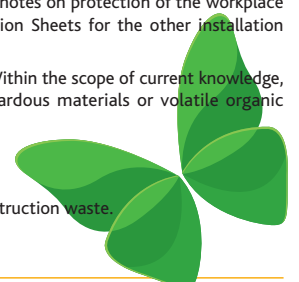 notes on protection of the workplace
ion Sheets for the other installation
Within the scope of current knowledge,
ardous materials or volatile organic
truction waste.